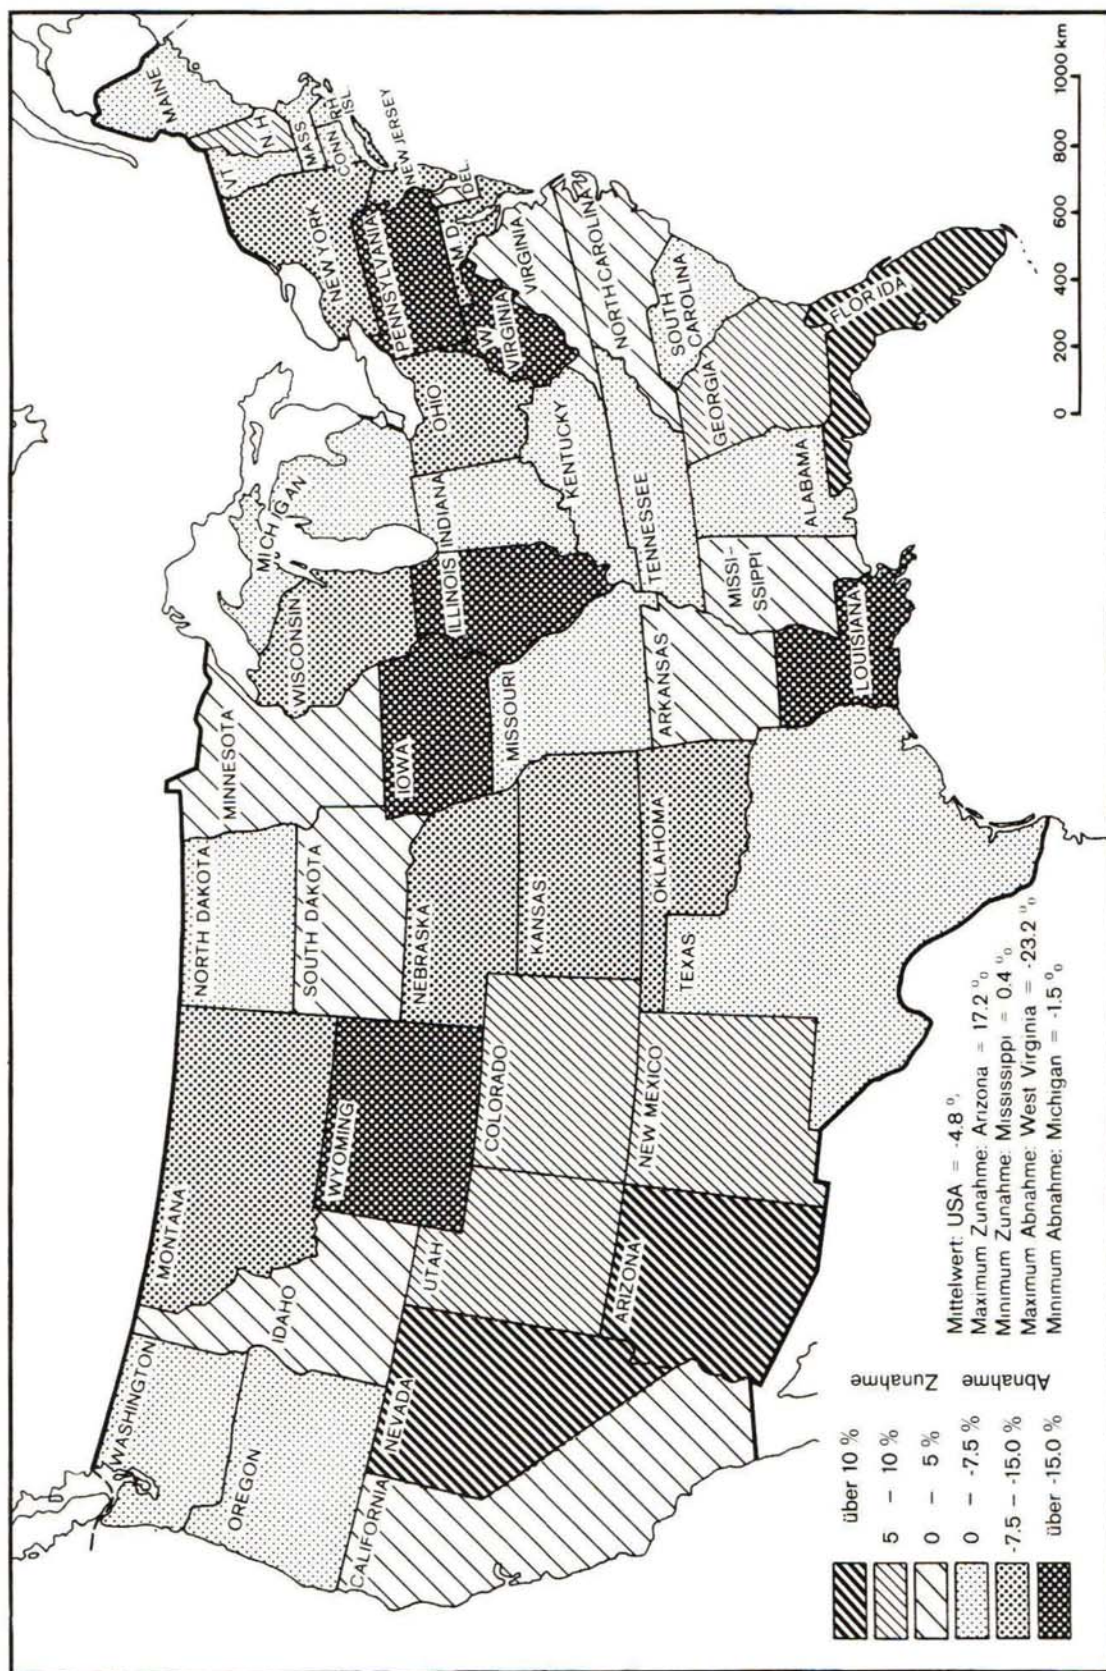 WASHINGTON
OREGON
CALIFORNIA
NEVADA
IDAHO
MONTANA
WYOMING
UTAH
ARIZONA
COLORADO
NEW MEXICO
NORTH DAKOTA
SOUTH DAKOTA
NEBRASKA
KANSAS
OKLAHOMA
TEXAS
MINNESOTA
IOWA
MISSOURI
ARKANSAS
LOUISIANA
WISCONSIN
ILLINOIS
MICHIGAN
INDIANA
OHIO
KENTUCKY
TENNESSEE
MISSI-
SSIPPI
ALABAMA
GEORGIA
FLORIDA
SOUTH
CAROLINA
NORTH CAROLINA
VIRGINIA
W.
VIRGINIA
PENNSYLVANIA
M. D.
DEL.
NEW JERSEY
NEW YORK
CONN.
RH.
ISL.
MASS
VT
N.H
MAINE
über 10 %
5 – 10 %
0 – 5 %
Zunahme
0 – -7.5 %
-7.5 – -15.0 %
über -15.0 %
Abnahme
Mittelwert: USA = -4.8 %
Maximum Zunahme: Arizona = 17.2 %
Minimum Zunahme: Mississippi = 0.4 %
Maximum Abnahme: West Virginia = -23.2 %
Minimum Abnahme: Michigan = -1.5 %
0 200 400 600 800 1000 km